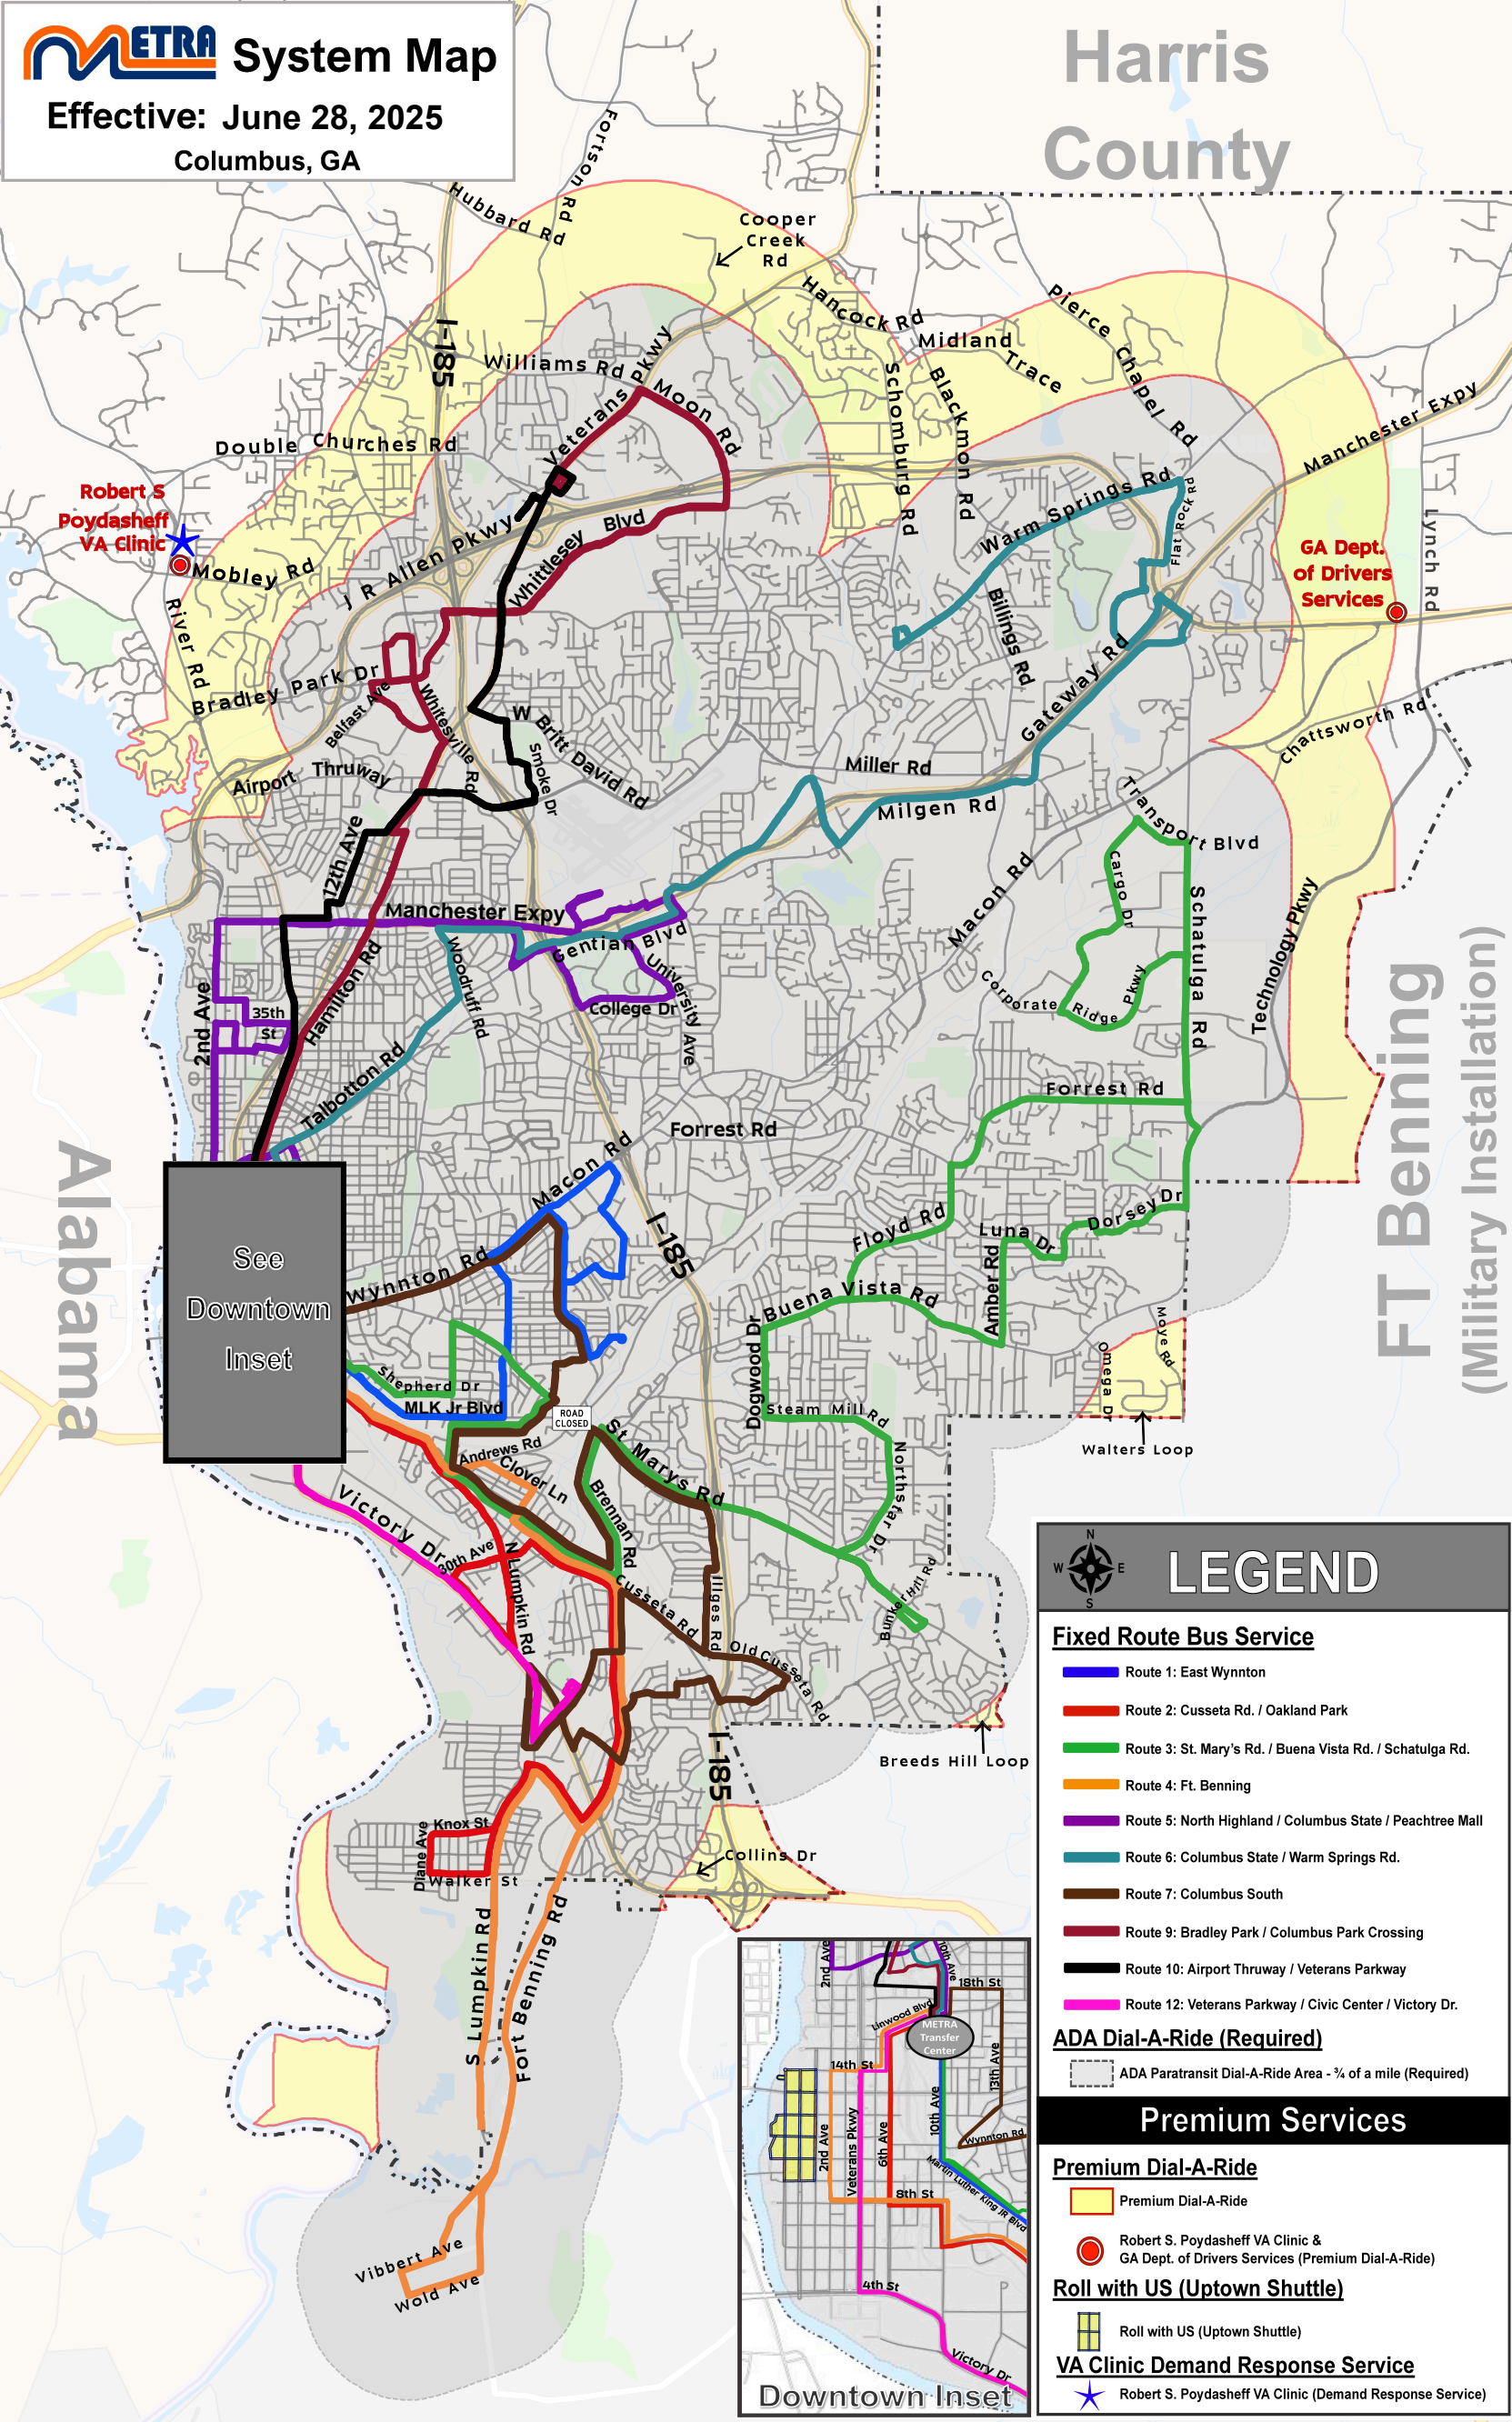 METRA System Map
Effective: June 28, 2025
Columbus, GA
Harris
County
Fortson Rd
Hubbard Rd
Cooper
Creek
Rd
Hancock Rd
Pierce Chapel Rd
Midland
Trace
I-185
Williams Rd
Veterans Pkwy
Moon Rd
Schomburg Rd
Blackmon Rd
Manchester Expy
Double Churches Rd
Robert S
Poydasheff
VA Clinic
Mobley Rd
J R Allen Pkwy
Whittlesey Blvd
Warm Springs Rd
Flat Rock Rd
Lynch Rd
GA Dept.
of Drivers
Services
River Rd
Billings Rd
Bradley Park Dr
Belfast Ave
Whitesville Rd
W Britt David Rd
Smoke Dr
Gateway Rd
Chattsworth Rd
Airport Thruway
Miller Rd
Milgen Rd
Transport Blvd
12th Ave
Cargo Dr
Macon Rd
Schatulga Rd
Technology Pkwy
Manchester Expy
Gentian Blvd
Woodruff Rd
University Ave
College Dr
Hamilton Rd
2nd Ave
35th
St
Corporate Ridge Pkwy
FT Benning
(Military Installation)
Talbotton Rd
Forrest Rd
Forrest Rd
Macon Rd
Alabama
See
Downtown
Inset
Wynnton Rd
I-185
Floyd Rd
Luna Dr
Dorsey Dr
Buena Vista Rd
Amber Rd
Dogwood Dr
Moye Rd
Omega Dr
Shepherd Dr
MLK Jr Blvd
ROAD
CLOSED
Steam Mill Rd
Walters Loop
Andrews Rd
Clover Ln
St Marys Rd
Northstar Dr
Brennan Rd
Victory Dr
30th Ave
N Lumpkin Rd
Cusseta Rd
Illges Rd
Old Cusseta Rd
Bunker Hill Rd
Breeds Hill Loop
I-185
Knox St
Diane Ave
Walker St
Collins Dr
S Lumpkin Rd
Fort Benning Rd
Vibbert Ave
Wold Ave
2nd Ave
10th Ave
18th St
Linwood Blvd
METRA
Transfer
Center
14th St
13th Ave
2nd Ave
Veterans Pkwy
6th Ave
10th Ave
Wynnton Rd
Martin Luther King JR Blvd
8th St
4th St
Victory Dr
Downtown Inset
N
W E
S
LEGEND
Fixed Route Bus Service
Route 1: East Wynnton
Route 2: Cusseta Rd. / Oakland Park
Route 3: St. Mary's Rd. / Buena Vista Rd. / Schatulga Rd.
Route 4: Ft. Benning
Route 5: North Highland / Columbus State / Peachtree Mall
Route 6: Columbus State / Warm Springs Rd.
Route 7: Columbus South
Route 9: Bradley Park / Columbus Park Crossing
Route 10: Airport Thruway / Veterans Parkway
Route 12: Veterans Parkway / Civic Center / Victory Dr.
ADA Dial-A-Ride (Required)
ADA Paratransit Dial-A-Ride Area - ¾ of a mile (Required)
Premium Services
Premium Dial-A-Ride
Premium Dial-A-Ride
Robert S. Poydasheff VA Clinic &
GA Dept. of Drivers Services (Premium Dial-A-Ride)
Roll with US (Uptown Shuttle)
Roll with US (Uptown Shuttle)
VA Clinic Demand Response Service
Robert S. Poydasheff VA Clinic (Demand Response Service)